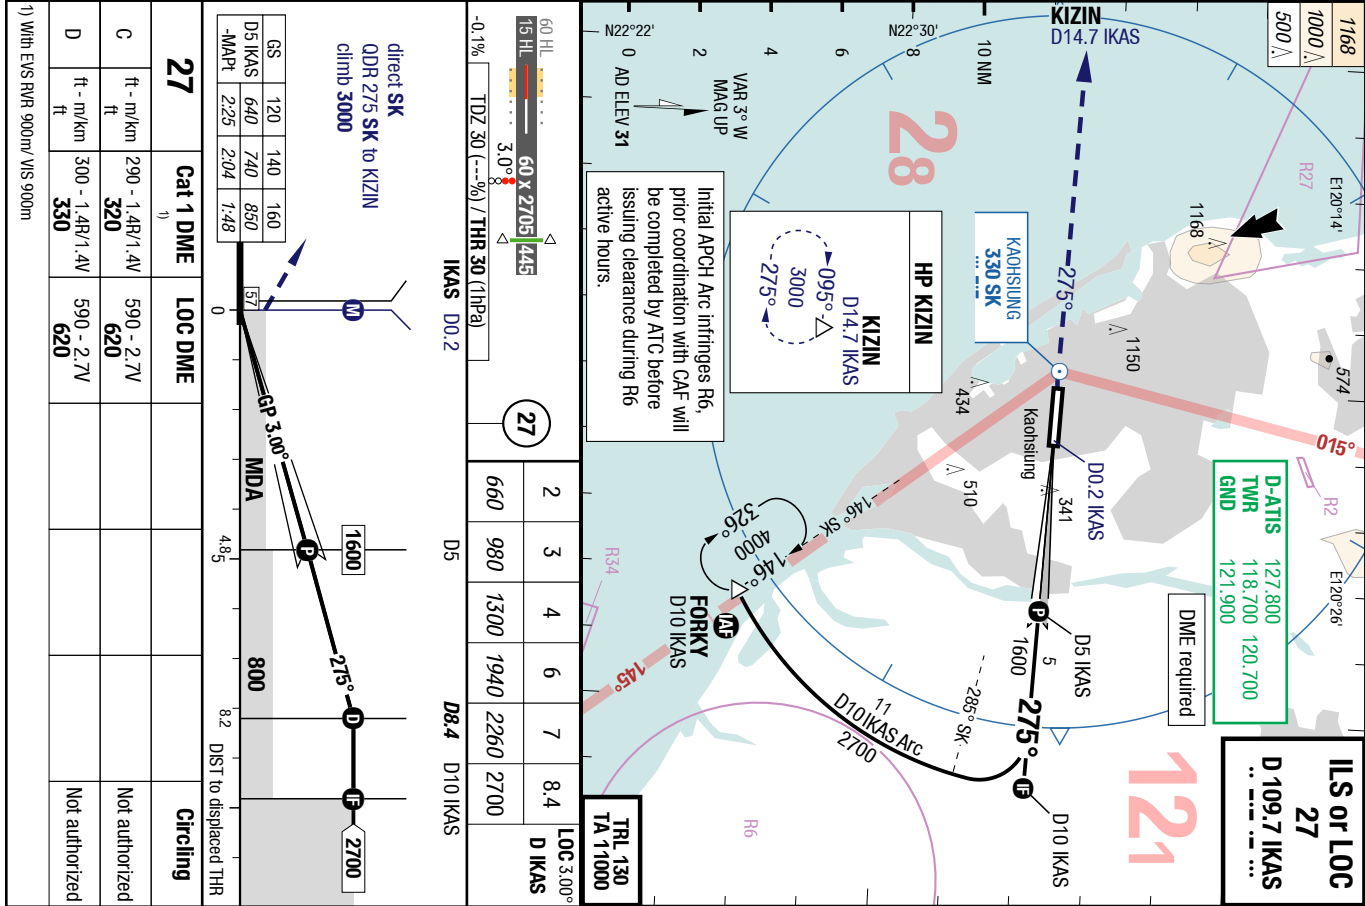 ILS or LOC
27
D 109.7 IKAS
.. -.- .- ...
1168
1000
500
D-ATIS 127.800
TWR 118.700 120.700
GND 121.900
DME required
KIZIN
D14.7 IKAS
275°
KAOHSIUNG
330 SK
... -.-
Kaohsiung
D0.2 IKAS
D5 IKAS
5
1600
275°
D10 IKAS
IF
P
11
D10 IKAS Arc
2700
285° SK
IAF
FORKY
D10 IKAS
146° SK
146°
4000
326°
145°
015°
R27
R2
R34
R6
28
121
1168
1150
574
434
510
341
E120°14'
E120°26'
N22°22'
N22°30'
0
2
4
6
8
10 NM
VAR 3° W
MAG UP
AD ELEV 31
HP KIZIN
KIZIN
D14.7 IKAS
095°
3000
275°
Initial APCH Arc infringes R6,
prior coordination with CAF will
be completed by ATC before
issuing clearance during R6
active hours.
TRL 130
TA 11000
60 HL
15 HL
60 x 2705
445
3.0°
-0.1%
TDZ 30 (---%) / THR 30 (1hPa)
27
2 3 4 6 7 8.4
LOC 3.00°
660 980 1300 1940 2260 2700
D IKAS
IKAS D0.2
D5
D8.4
D10 IKAS
direct SK
QDR 275 SK to KIZIN
climb 3000
M
1600
2700
GP 3.00°
P
275°
D
IF
MDA
800
57
0
4.8
5
8.2
DIST to displaced THR
GS 120 140 160
D5 IKAS 640 740 850
-MAPt 2:25 2:04 1:48
27
Cat 1 DME
1)
LOC DME
Circling
C
ft - m/km 290 - 1.4R/1.4V 590 - 2.7V Not authorized
ft 320 620
D
ft - m/km 300 - 1.4R/1.4V 590 - 2.7V Not authorized
ft 330 620
1) With EVS RVR 900m/ VIS 900m